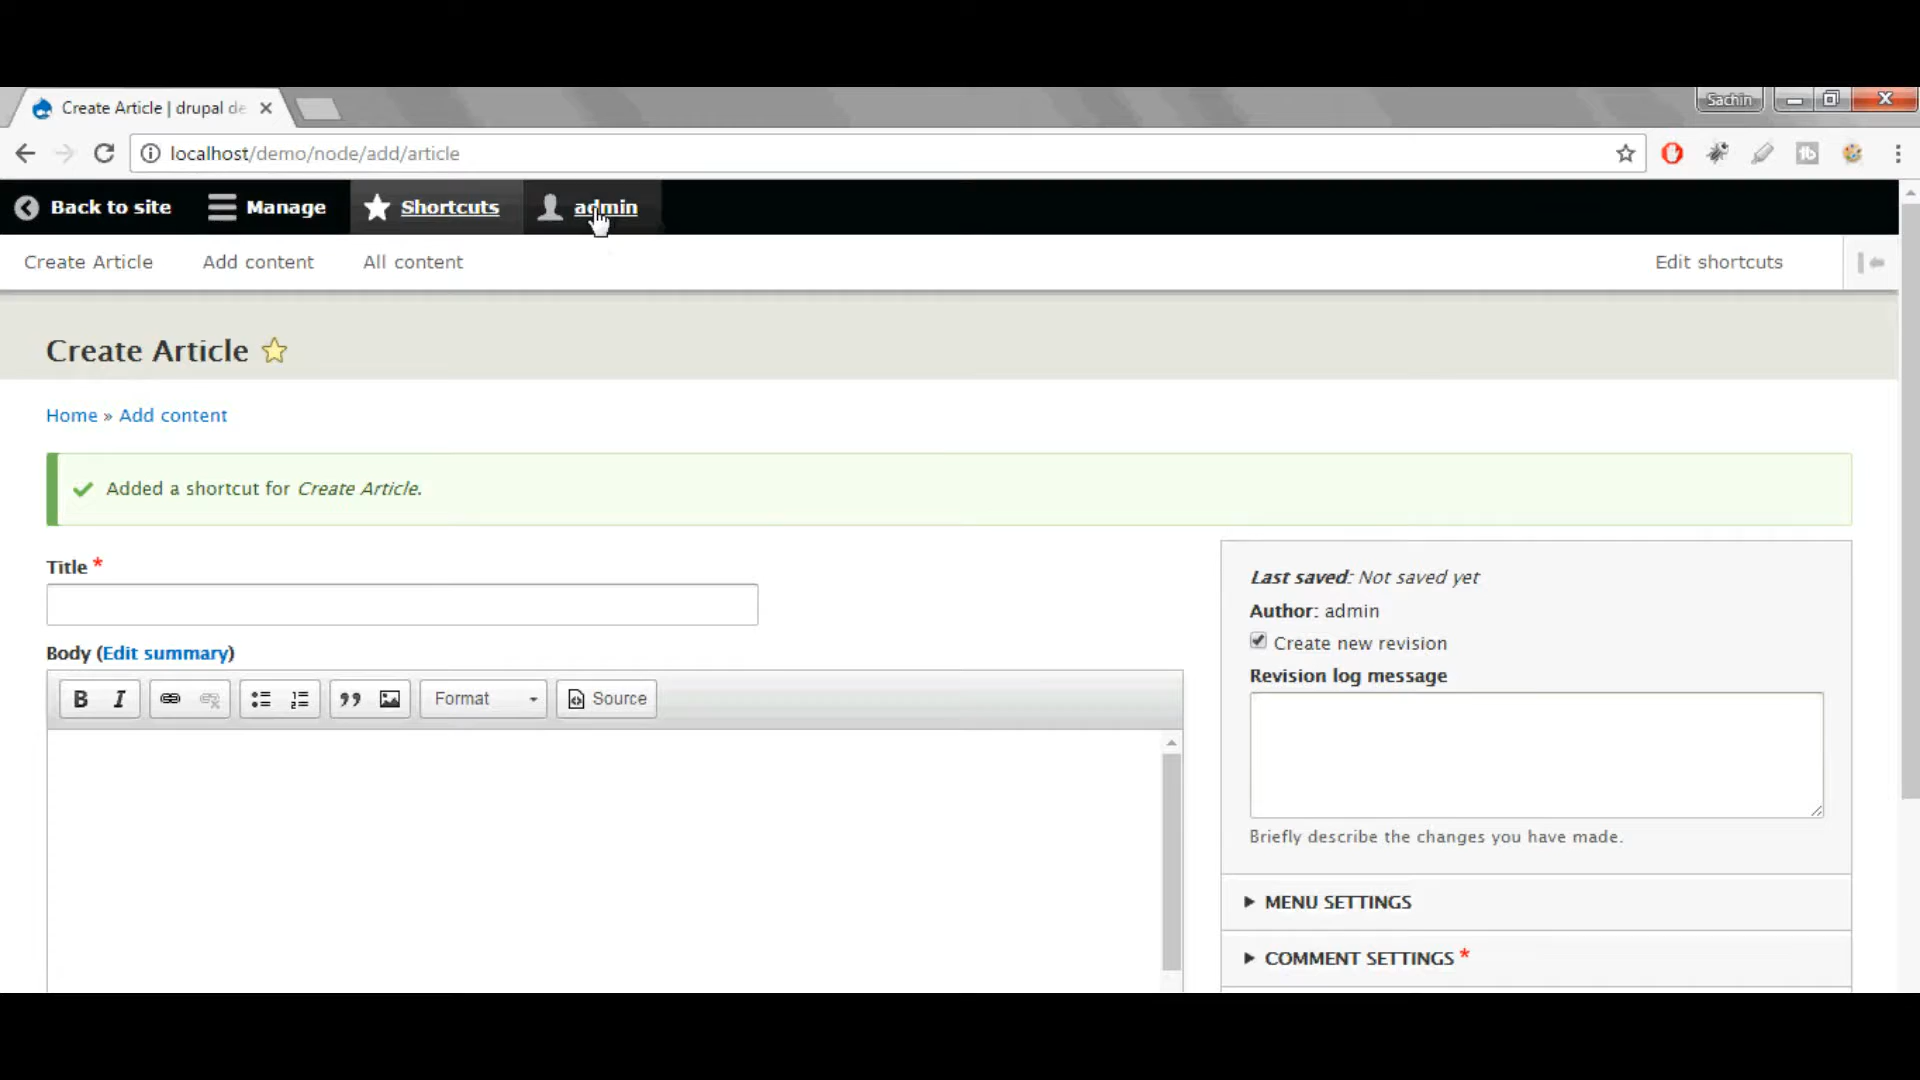 Create Article | drupal de
Sachin
localhost/demo/node/add/article
Back to site Manage Shortcuts admin
Create Article Add content All content Edit shortcuts
Create Article
Home » Add content
Added a shortcut for Create Article.
Title *
Body (Edit summary)
B I Format Source
Last saved: Not saved yet
Author: admin
Create new revision
Revision log message
Briefly describe the changes you have made.
MENU SETTINGS
COMMENT SETTINGS *